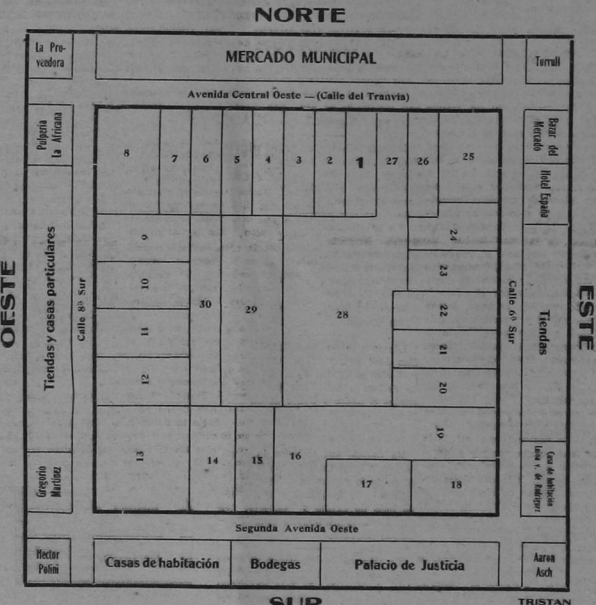 NORTE
La Pro-
veedora
MERCADO MUNICIPAL
Turrull
Avenida Central Oeste — (Calle del Tranvía)
Pulpería
La Africana
Bazar del
Mercado
8
7
6
5
4
3
2
1
27
26
25
Hotel España
9
24
10
23
OESTE
Tiendas y casas particulares
Calle 8ª Sur
30
29
28
22
Calle 6ª Sur
Tiendas
ESTE
11
21
12
20
13
14
15
16
19
Gregorio
Martínez
17
18
Casa de habitación
Luisa v. de Rodríguez
Segunda Avenida Oeste
Hector
Polini
Casas de habitación
Bodegas
Palacio de Justicia
Aaron
Asch
SUR
TRISTAN